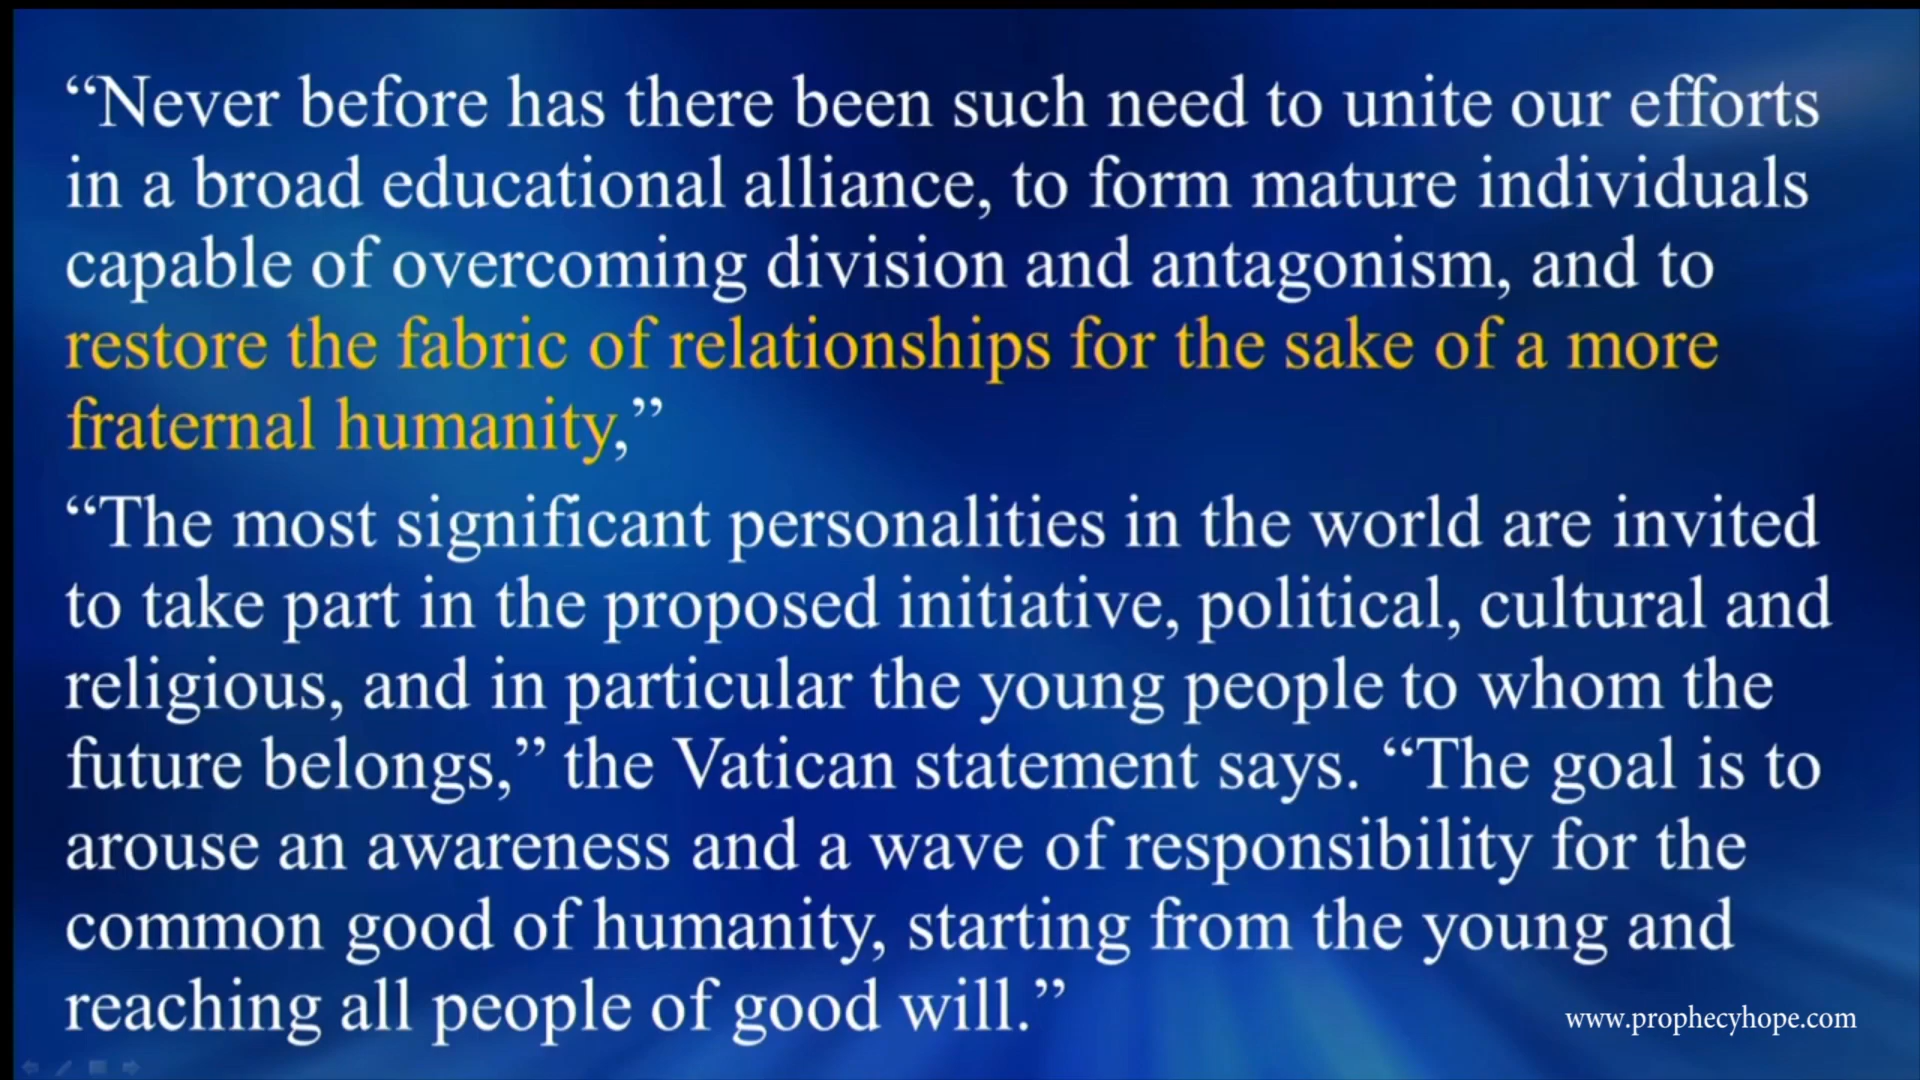 “Never before has there been such need to unite our efforts
in a broad educational alliance, to form mature individuals
capable of overcoming division and antagonism, and to
restore the fabric of relationships for the sake of a more
fraternal humanity,”
“The most significant personalities in the world are invited
to take part in the proposed initiative, political, cultural and
religious, and in particular the young people to whom the
future belongs,” the Vatican statement says. “The goal is to
arouse an awareness and a wave of responsibility for the
common good of humanity, starting from the young and
reaching all people of good will.”
www.prophecyhope.com